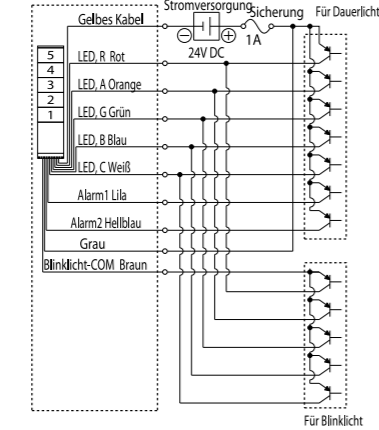 Stromversorgung
Gelbes Kabel
Sicherung
Für Dauerlicht
24V DC
1A
5
4
3
2
1
LED, R Rot
LED, A Orange
LED, G Grün
LED, B Blau
LED, C Weiß
Alarm1 Lila
Alarm2 Hellblau
Grau
Blinklicht-COM Braun
Für Blinklicht